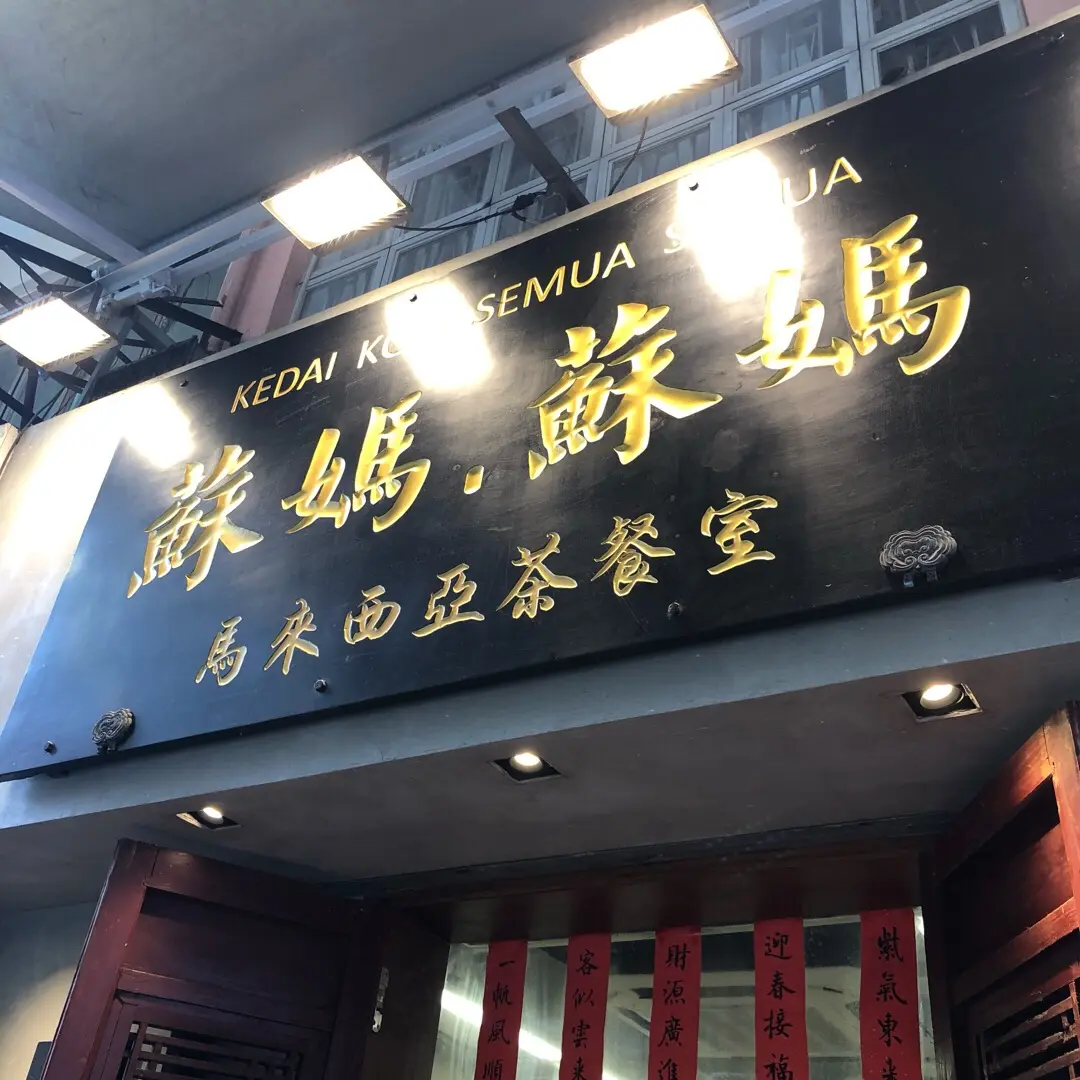 KEDAI SEMUA
蘇媽·蘇媽
馬來西亞茶餐室
一帆風順
客似雲來
財源廣進
迎春接福
紫氣東來